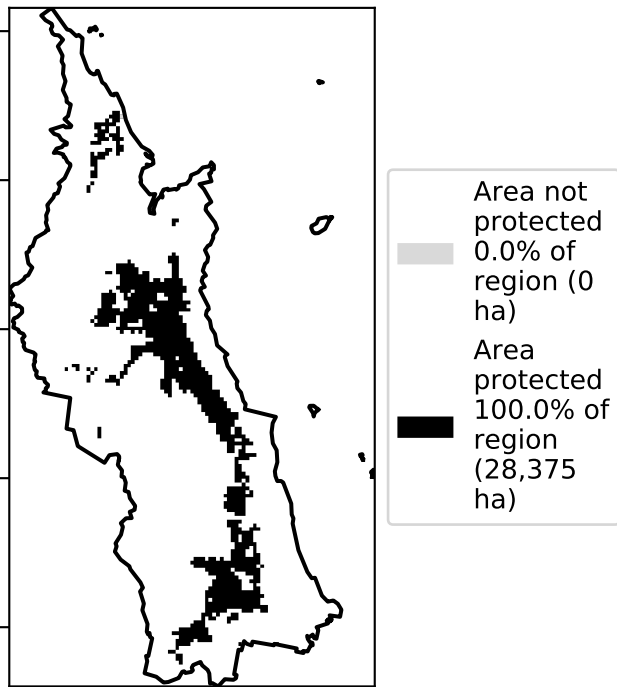 Area not
protected
0.0% of
region (0
ha)
Area
protected
100.0% of
region
(28,375
ha)